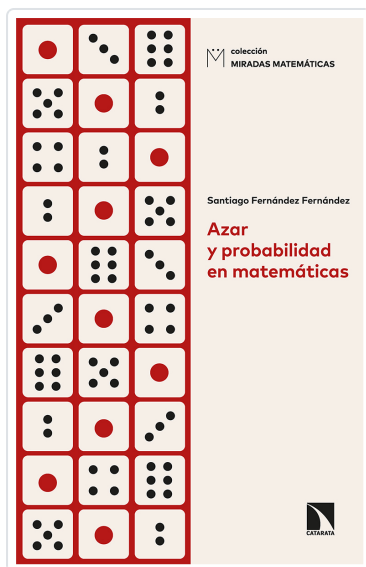 colección
MIRADAS MATEMÁTICAS
Santiago Fernández Fernández
Azar
y probabilidad
en matemáticas
CATARATA